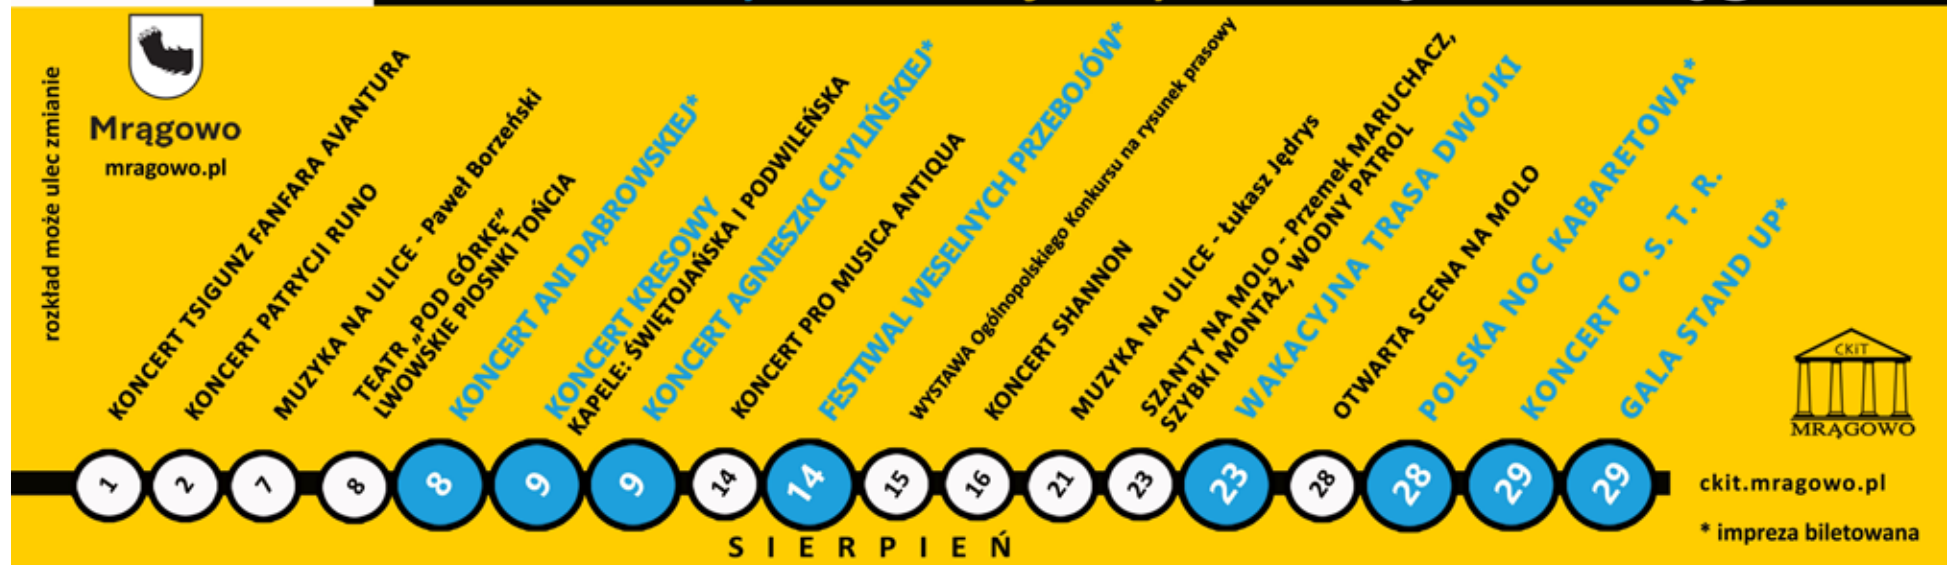 rozkład może ulec zmianie
Mrągowo
mragowo.pl
KONCERT TSIGUNZ FANFARA AVANTURA
KONCERT PATRYCJI RUNO
MUZYKA NA ULICE - Paweł Borzeński
TEATR „POD GÓRKĘ”
LWOWSKIE PIOSNKI TOŃCIA
KONCERT ANI DĄBROWSKIEJ*
KONCERT KRESOWY
KAPELE: ŚWIĘTOJAŃSKA I PODWILEŃSKA
KONCERT AGNIESZKI CHYLIŃSKIEJ*
KONCERT PRO MUSICA ANTIQUA
FESTIWAL WESELNYCH PRZEBOJÓW*
WYSTAWA Ogólnopolskiego Konkursu na rysunek prasowy
KONCERT SHANNON
MUZYKA NA ULICE - Łukasz Jędrys
SZANTY NA MOLO - Przemek MARUCHACZ,
SZYBKI MONTAŻ, WODNY PATROL
WAKACYJNA TRASA DWÓJKI
OTWARTA SCENA NA MOLO
POLSKA NOC KABARETOWA*
KONCERT O. S. T. R.
GALA STAND UP*
CKiT
MRĄGOWO
1 2 7 8 8 9 9 14 14 15 16 21 23 23 28 28 29 29
SIERPIEŃ
ckit.mragowo.pl
* impreza biletowana